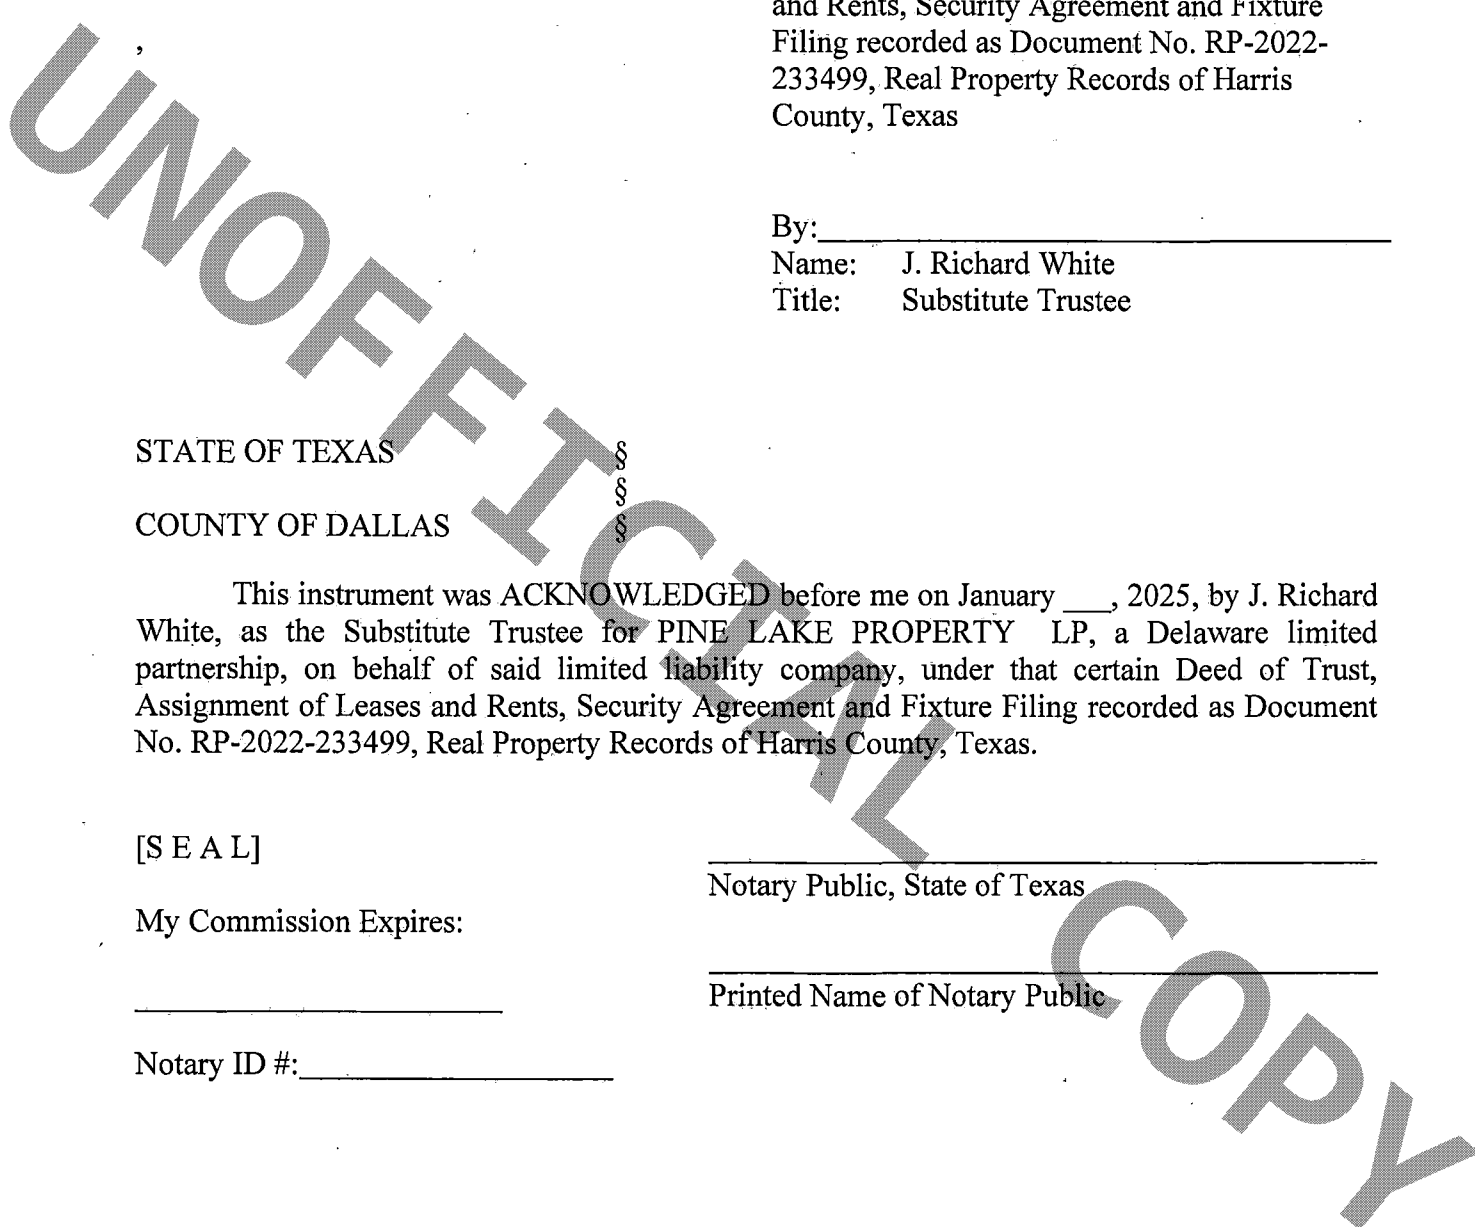 and Rents, Security Agreement and Fixture
Filing recorded as Document No. RP-2022-
233499, Real Property Records of Harris
County, Texas
By:
Name: J. Richard White
Title: Substitute Trustee
STATE OF TEXAS §
§
COUNTY OF DALLAS §
This instrument was ACKNOWLEDGED before me on January ___, 2025, by J. Richard
White, as the Substitute Trustee for PINE LAKE PROPERTY LP, a Delaware limited
partnership, on behalf of said limited liability company, under that certain Deed of Trust,
Assignment of Leases and Rents, Security Agreement and Fixture Filing recorded as Document
No. RP-2022-233499, Real Property Records of Harris County, Texas.
[S E A L]
Notary Public, State of Texas
My Commission Expires:
Printed Name of Notary Public
Notary ID #:
UNOFFICIAL COPY